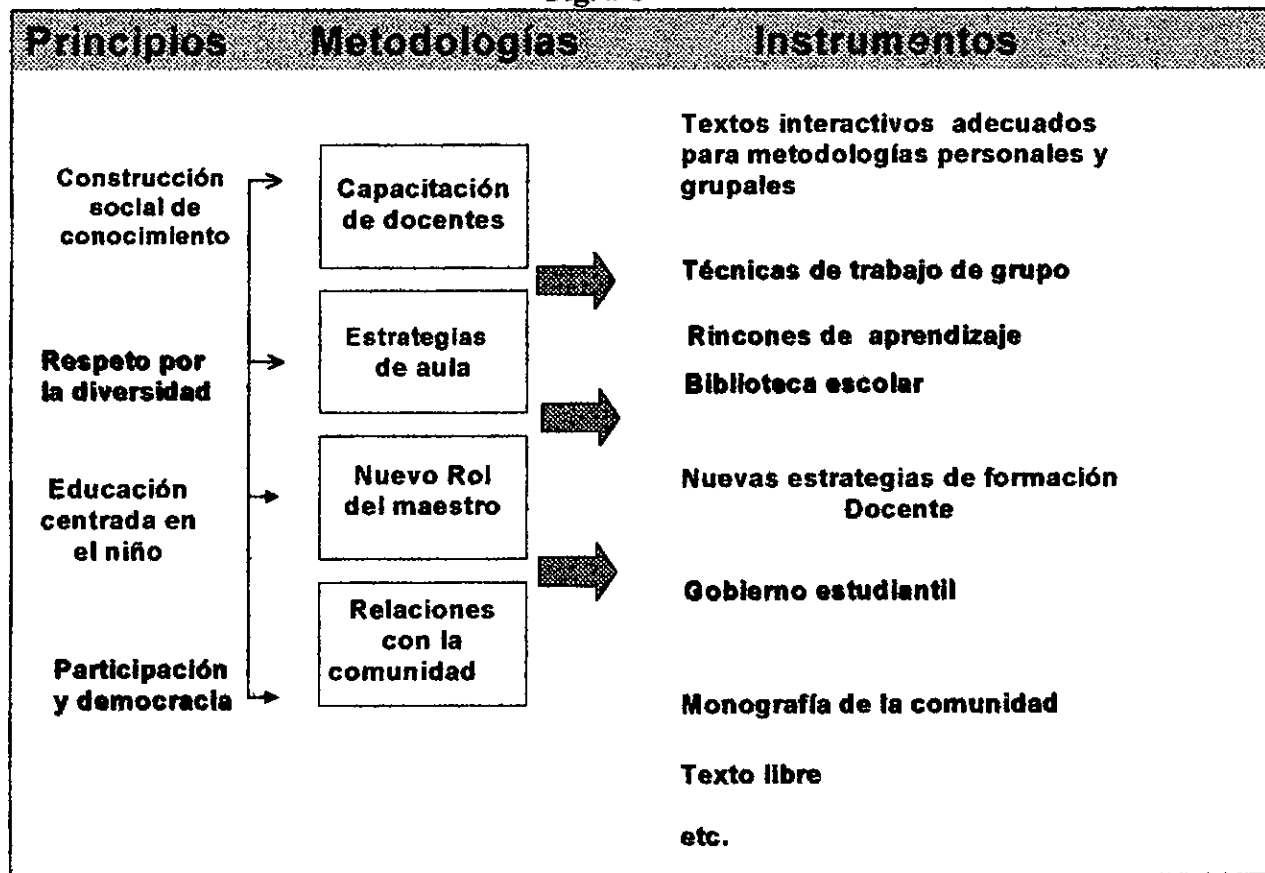 Principios Metodologías Instrumentos
Construcción
social de
conocimiento
Respeto por
la diversidad
Educación
centrada en
el niño
Participación
y democracia
Capacitación
de docentes
Estrategias
de aula
Nuevo Rol
del maestro
Relaciones
con la
comunidad
Textos interactivos adecuados
para metodologías personales y
grupales
Técnicas de trabajo de grupo
Rincones de aprendizaje
Biblioteca escolar
Nuevas estrategias de formación
Docente
Gobierno estudiantil
Monografía de la comunidad
Texto libre
etc.